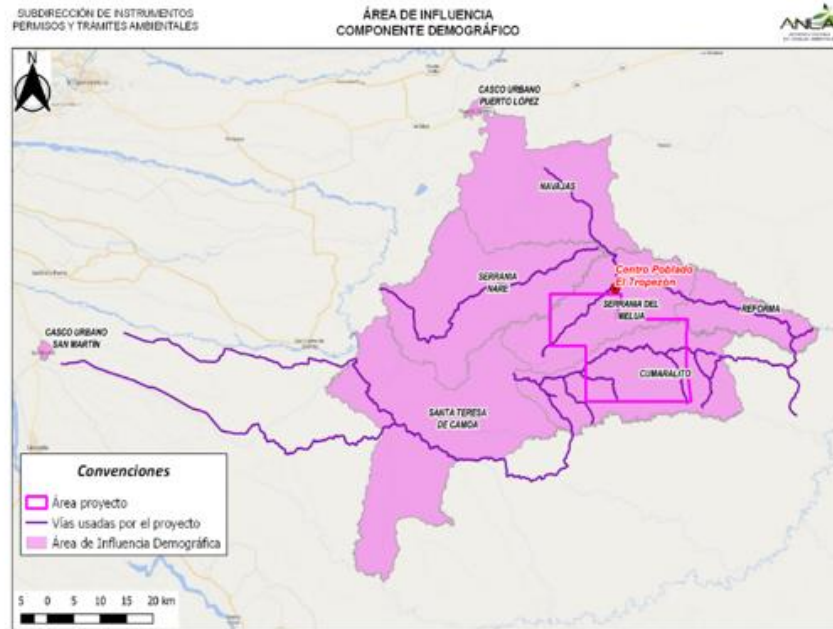 SUBDIRECCIÓN DE INSTRUMENTOS
PERMISOS Y TRÁMITES AMBIENTALES
ÁREA DE INFLUENCIA
COMPONENTE DEMOGRÁFICO
ANLA
N
CASCO URBANO
PUERTO LÓPEZ
NAVAJAS
SERRANIA
NARE
Centro Poblado
El Tropezón
SERRANIA DEL
MELUA
REFORMA
CASCO URBANO
SAN MARTÍN
CUMARALITO
SANTA TERESA
DE CAMOA
Convenciones
Área proyecto
Vías usadas por el proyecto
Área de Influencia Demográfica
5 0 5 10 15 20 km